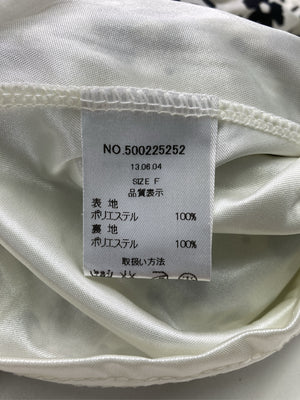 NO.500225252
13.06.04
SIZE F
品質表示
表 地
ポリエステル 100%
裏 地
ポリエステル 100%
取扱い方法